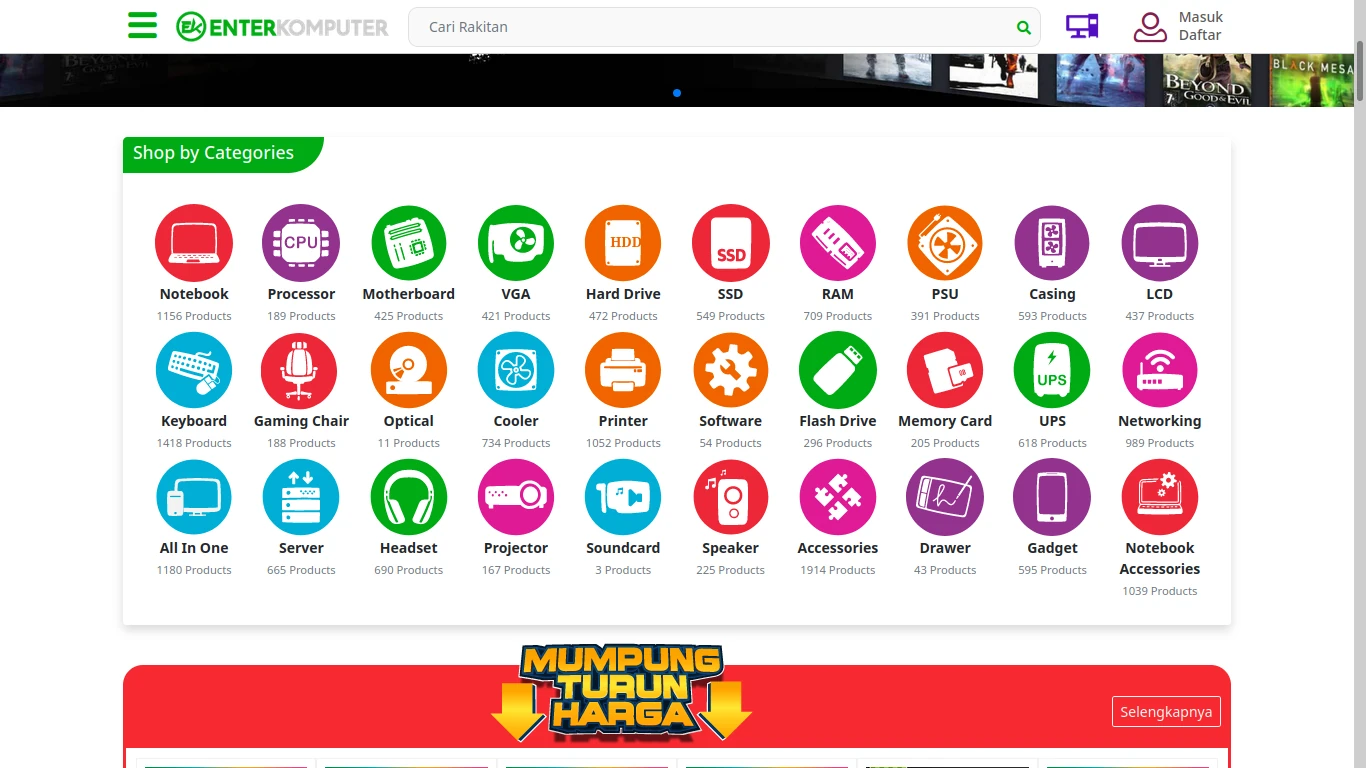 EK ENTERKOMPUTER
Cari Rakitan
Masuk
Daftar
BEYOND
GOOD & EVIL
BLACK MESA
Shop by Categories
CPU
HDD
SSD
Notebook
Processor
Motherboard
VGA
Hard Drive
SSD
RAM
PSU
Casing
LCD
1156 Products
189 Products
425 Products
421 Products
472 Products
549 Products
709 Products
391 Products
593 Products
437 Products
UPS
Keyboard
Gaming Chair
Optical
Cooler
Printer
Software
Flash Drive
Memory Card
UPS
Networking
1418 Products
188 Products
11 Products
734 Products
1052 Products
54 Products
296 Products
205 Products
618 Products
989 Products
All In One
Server
Headset
Projector
Soundcard
Speaker
Accessories
Drawer
Gadget
Notebook
Accessories
1180 Products
665 Products
690 Products
167 Products
3 Products
225 Products
1914 Products
43 Products
595 Products
1039 Products
MUMPUNG
TURUN
HARGA
Selengkapnya